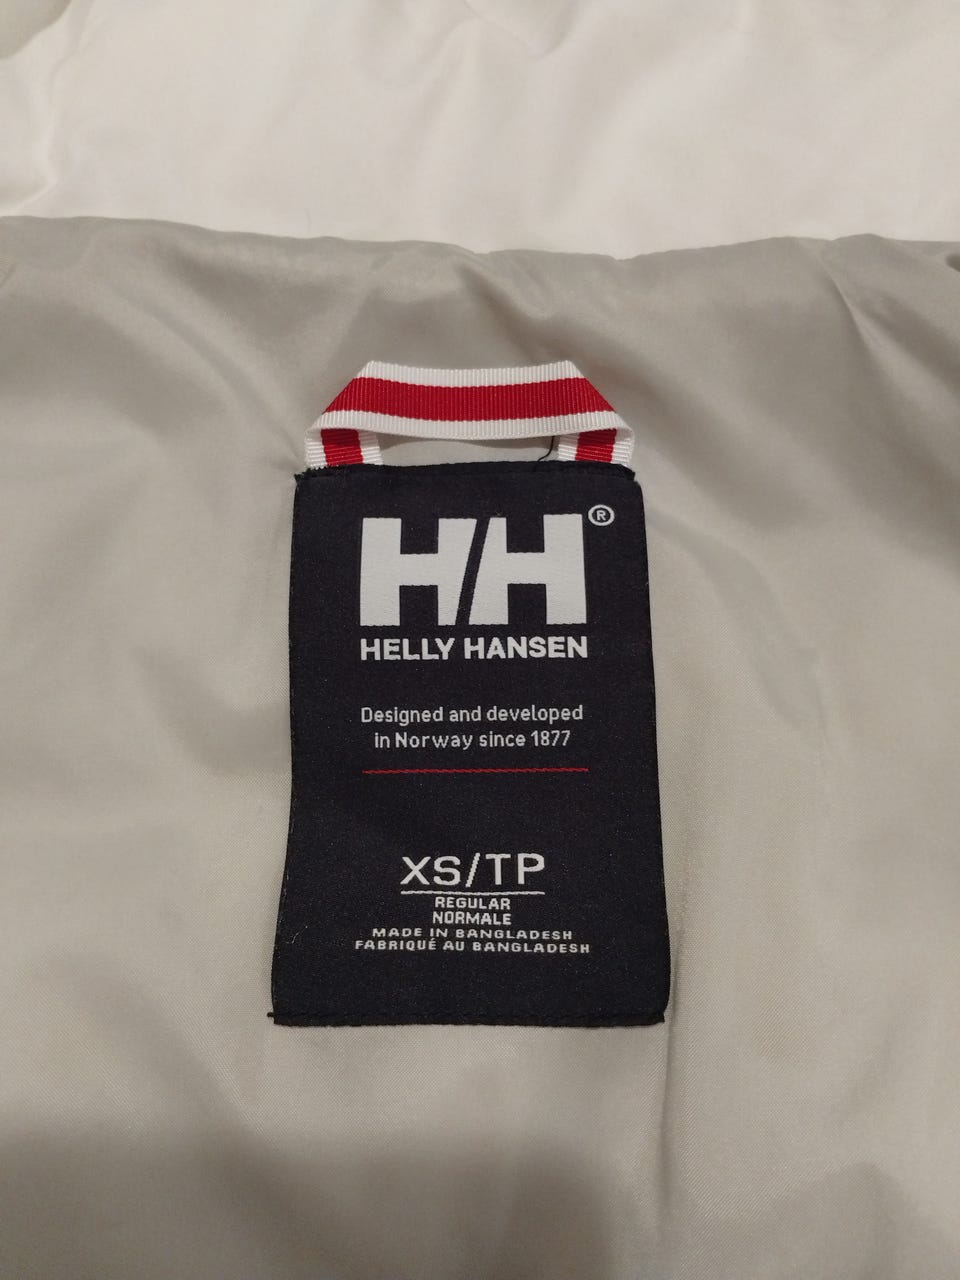 HH®
HELLY HANSEN
Designed and developed
in Norway since 1877
XS/TP
REGULAR
NORMALE
MADE IN BANGLADESH
FABRIQUÉ AU BANGLADESH